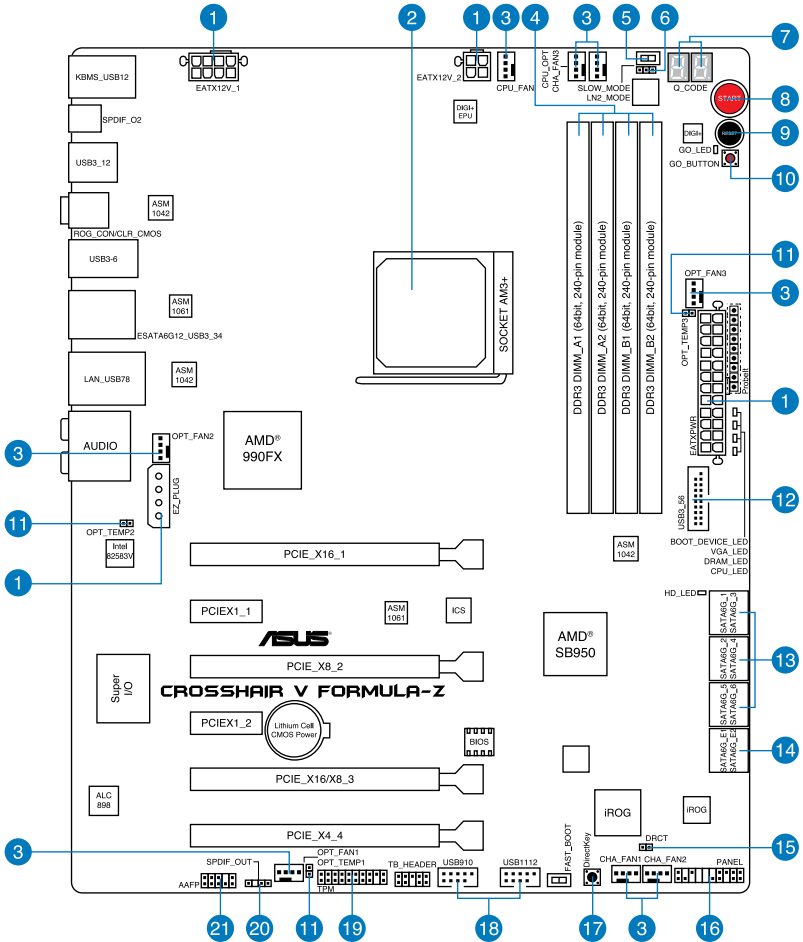 1
2
1
3
4
3
5
6
7
KBMS_USB12
EATX12V_1
EATX12V_2
CPU_FAN
CPU_OPT
CHA_FAN3
SLOW_MODE
LN2_MODE
Q_CODE
START
8
SPDIF_O2
DIGI+
EPU
DIGI+
RESET
9
GO_LED
GO_BUTTON
10
USB3_12
ASM
1042
ROG_CON/CLR_CMOS
USB3-6
11
OPT_FAN3
3
SOCKET AM3+
DDR3 DIMM_A1 (64bit, 240-pin module)
DDR3 DIMM_A2 (64bit, 240-pin module)
DDR3 DIMM_B1 (64bit, 240-pin module)
DDR3 DIMM_B2 (64bit, 240-pin module)
ASM
1061
ESATA6G12_USB3_34
OPT_TEMP3
ProbeIt
LAN_USB78
ASM
1042
1
EATXPWR
3
AUDIO
OPT_FAN2
AMD®
990FX
EZ_PLUG
USB3_56
12
11
OPT_TEMP2
Intel
82583V
1
ASM
1042
BOOT_DEVICE_LED
VGA_LED
DRAM_LED
CPU_LED
PCIE_X16_1
HD_LED
SATA6G_1
SATA6G_3
PCIEX1_1
ASM
1061
ICS
ASUS
AMD®
SB950
SATA6G_2
SATA6G_4
13
PCIE_X8_2
Super
I/O
CROSSHAIR V FORMULA-Z
SATA6G_5
SATA6G_6
PCIEX1_2
Lithium Cell
CMOS Power
BIOS
SATA6G_E1
SATA6G_E2
14
PCIE_X16/X8_3
ALC
898
iROG
iROG
PCIE_X4_4
DRCT
15
3
SPDIF_OUT
OPT_FAN1
OPT_TEMP1
TB_HEADER
USB910
USB1112
FAST_BOOT
DirectKey
CHA_FAN1
CHA_FAN2
PANEL
AAFP
TPM
21
20
11
19
18
17
3
16